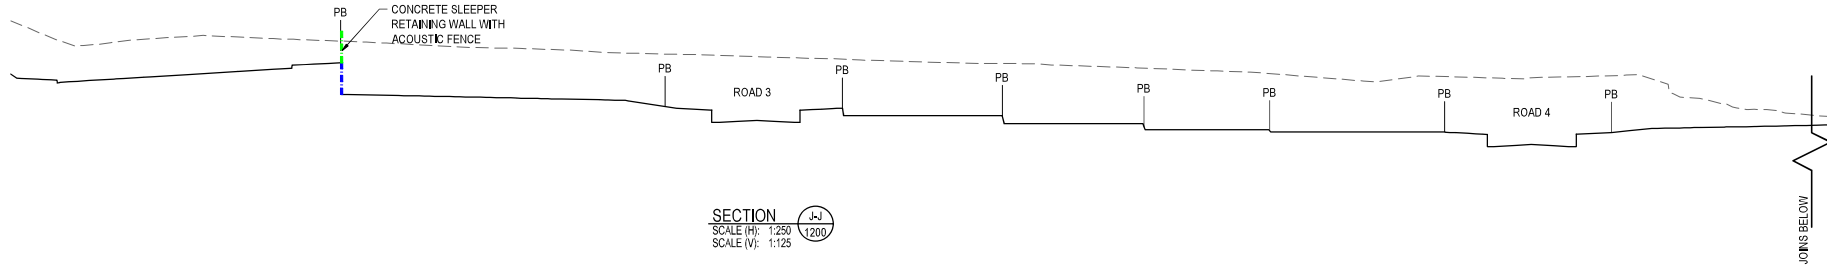 PB
CONCRETE SLEEPER
RETAINING WALL WITH
ACOUSTIC FENCE
PB
ROAD 3
PB
PB
PB
PB
PB
ROAD 4
PB
JOINS BELOW
SECTION
J-J
1200
SCALE (H): 1:250
SCALE (V): 1:125